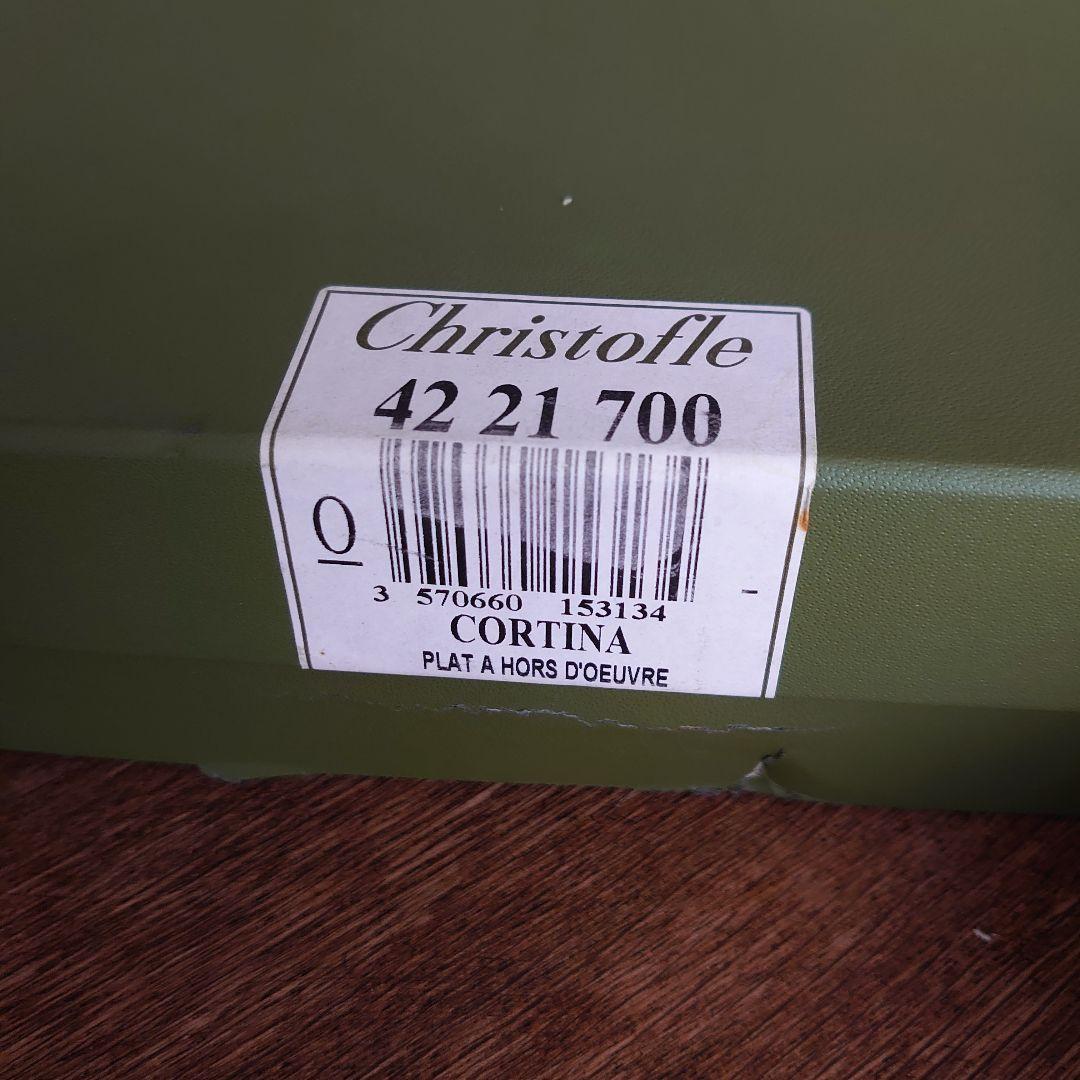 Christofle
42 21 700
0
3 570660 153134
-
CORTINA
PLAT A HORS D'OEUVRE